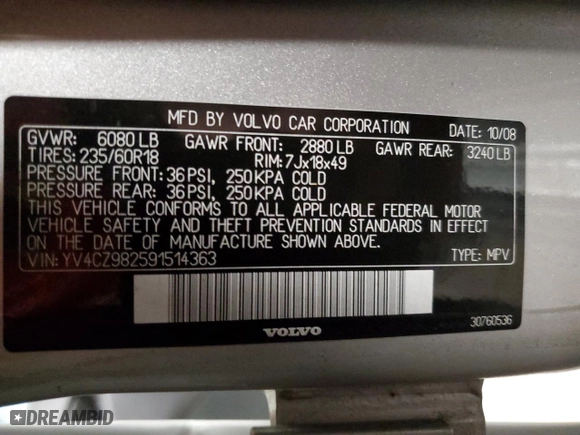 MFD BY VOLVO CAR CORPORATION DATE: 10/08
GVWR: 6080 LB GAWR FRONT: 2880 LB GAWR REAR: 3240 LB
TIRES: 235/60R18 RIM: 7Jx18x49
PRESSURE FRONT: 36 PSI, 250 KPA COLD
PRESSURE REAR: 36 PSI, 250 KPA COLD
THIS VEHICLE CONFORMS TO ALL APPLICABLE FEDERAL MOTOR
VEHICLE SAFETY AND THEFT PREVENTION STANDARDS IN EFFECT
ON THE DATE OF MANUFACTURE SHOWN ABOVE.
VIN: YV4CZ982591514363 TYPE: MPV
VOLVO 30760536
DREAMBID